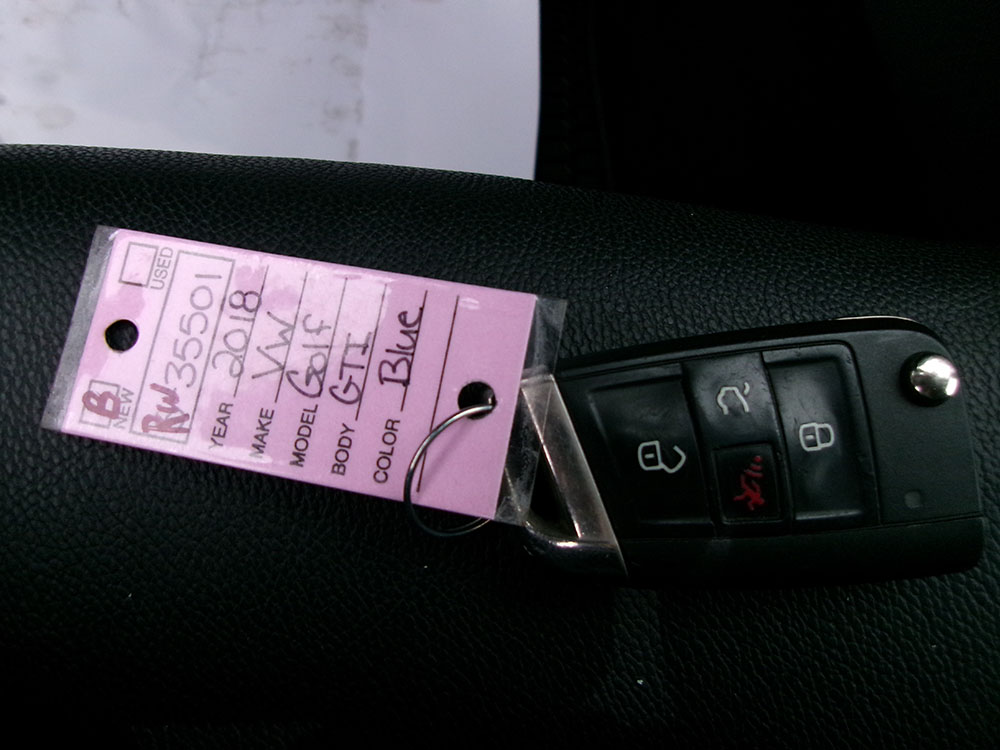 B NEW USED
RW 35501
YEAR 2018
MAKE VW
MODEL Golf
BODY GTI
COLOR Blue